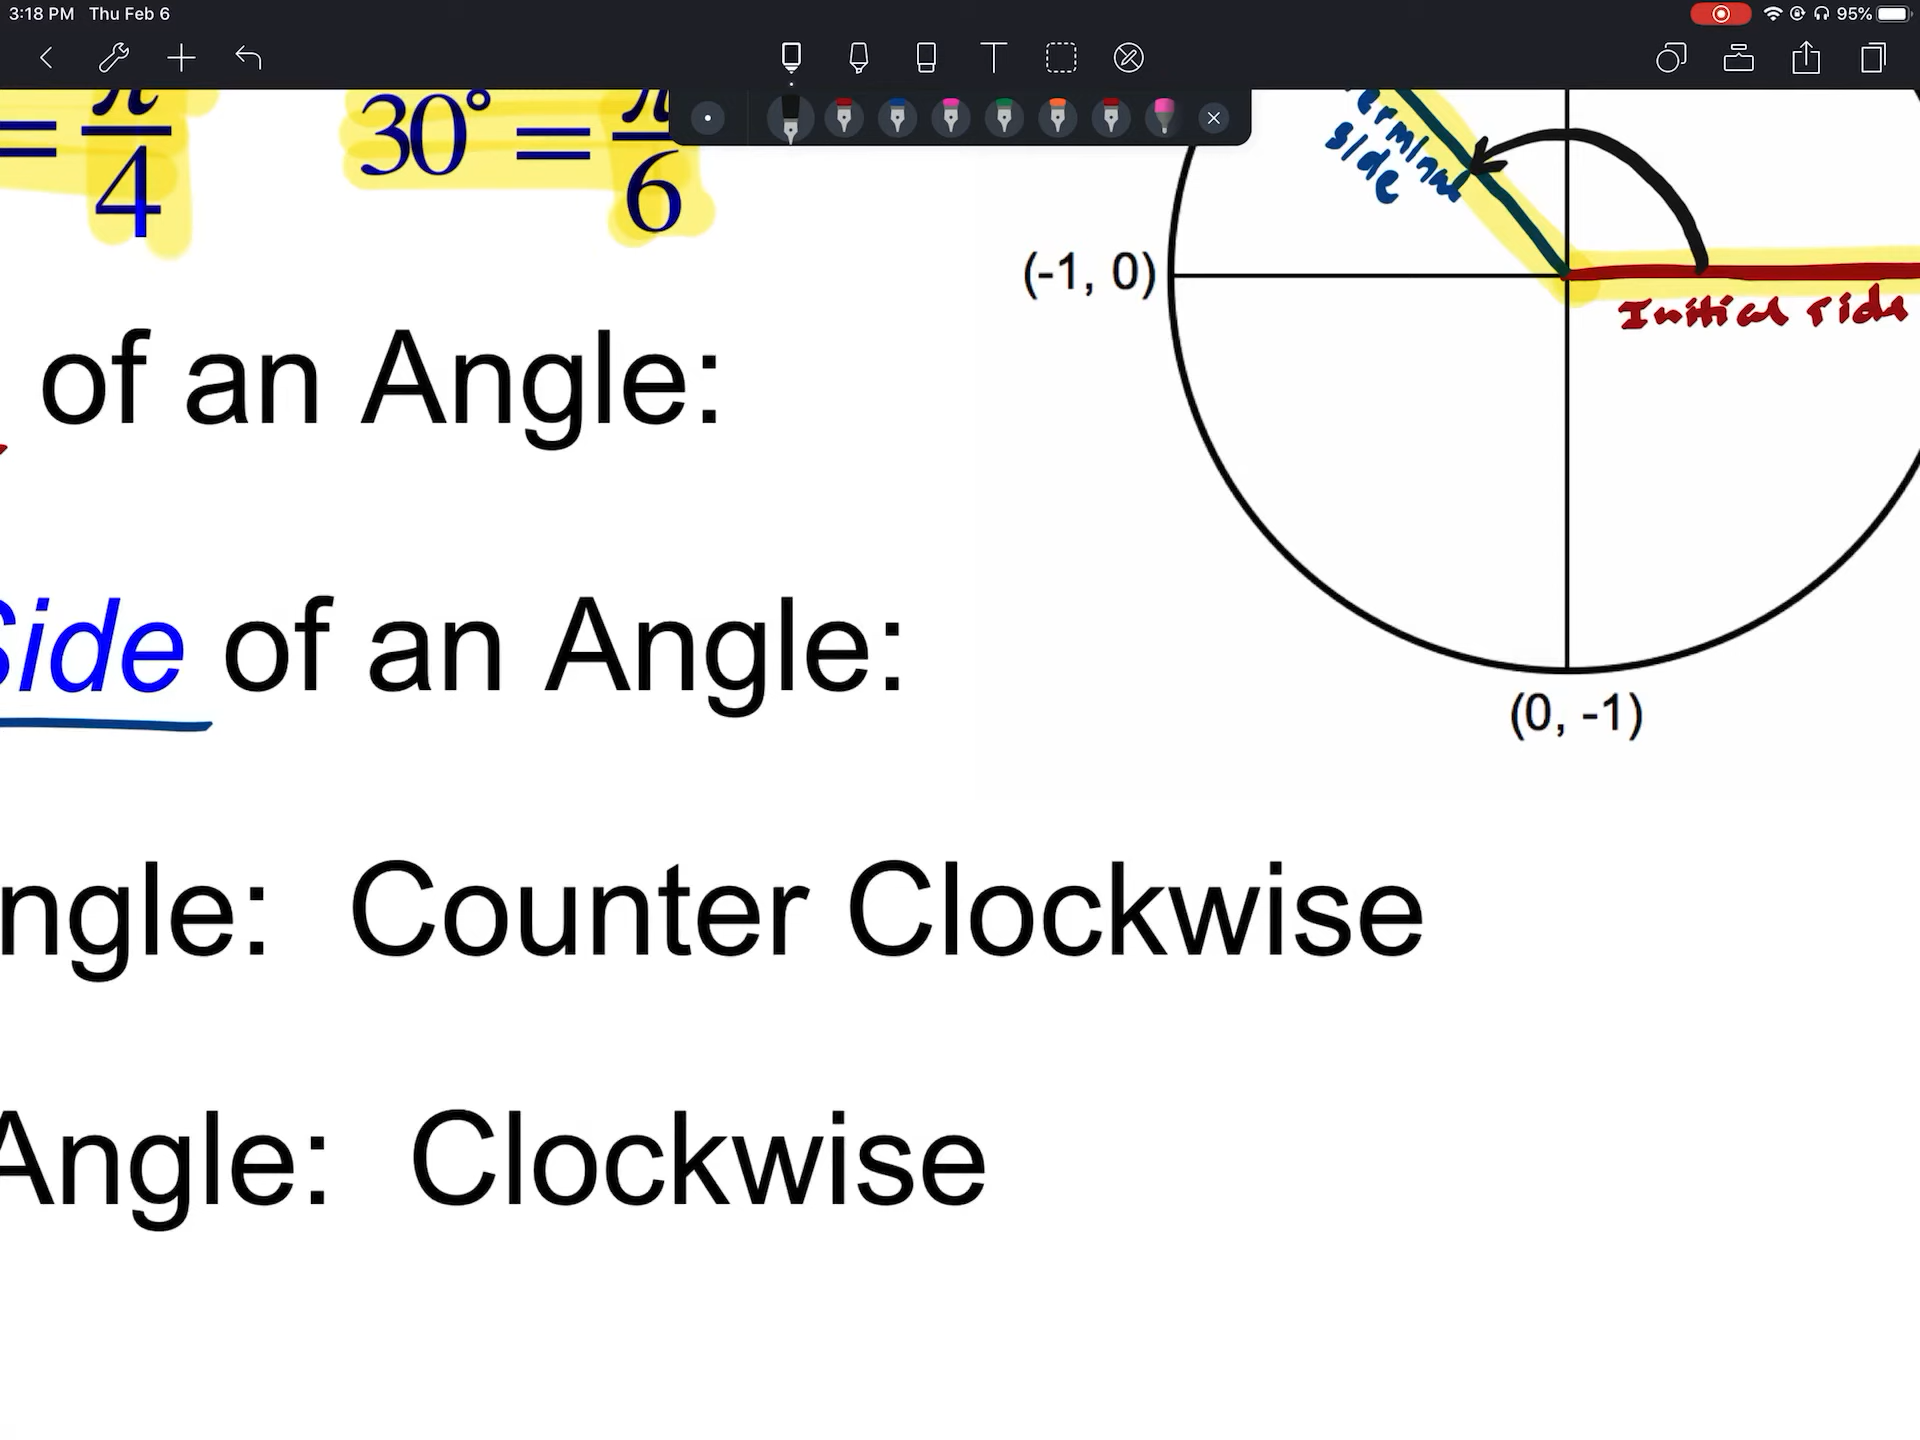 3:18 PM Thu Feb 6
95%
= π/4
30° = π/6
erminal
side
(-1, 0)
Initial side
of an Angle:
Side of an Angle:
(0, -1)
ngle: Counter Clockwise
Angle: Clockwise